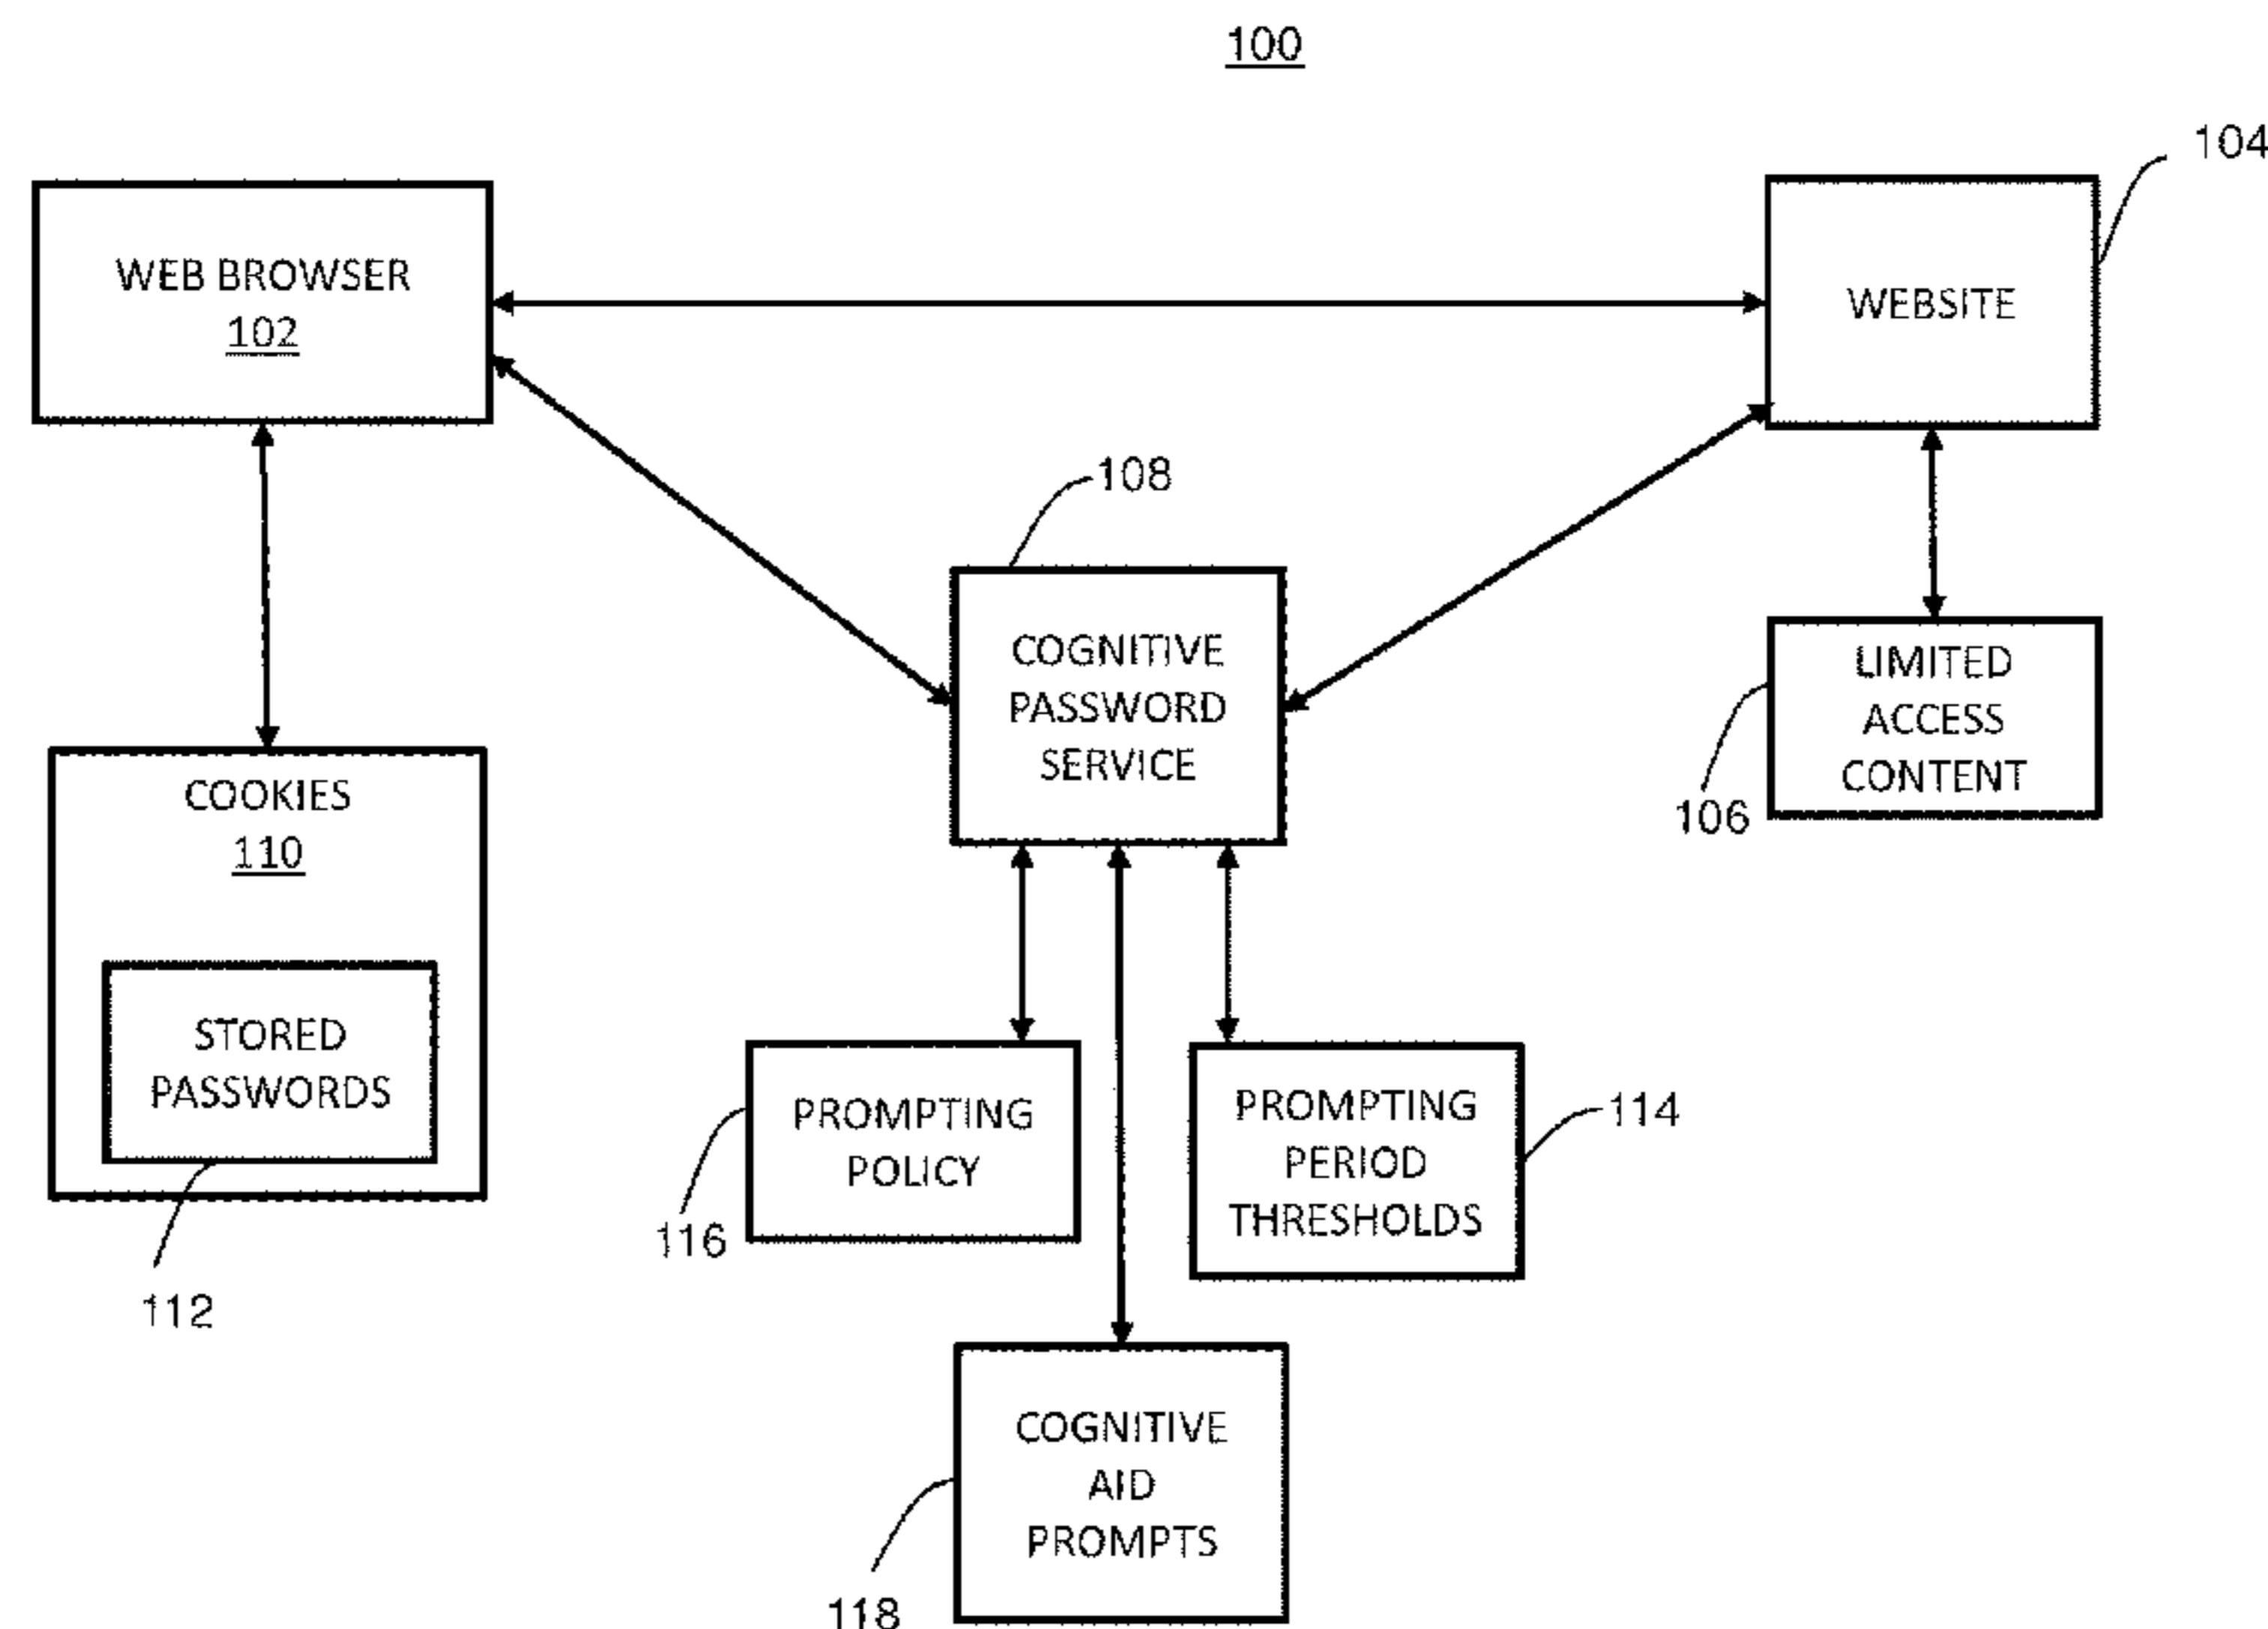 100
104
WEB BROWSER
102
WEBSITE
108
COGNITIVE
PASSWORD
SERVICE
LIMITED
ACCESS
CONTENT
106
COOKIES
110
STORED
PASSWORDS
112
PROMPTING
POLICY
116
PROMPTING
PERIOD
THRESHOLDS
114
COGNITIVE
AID
PROMPTS
118